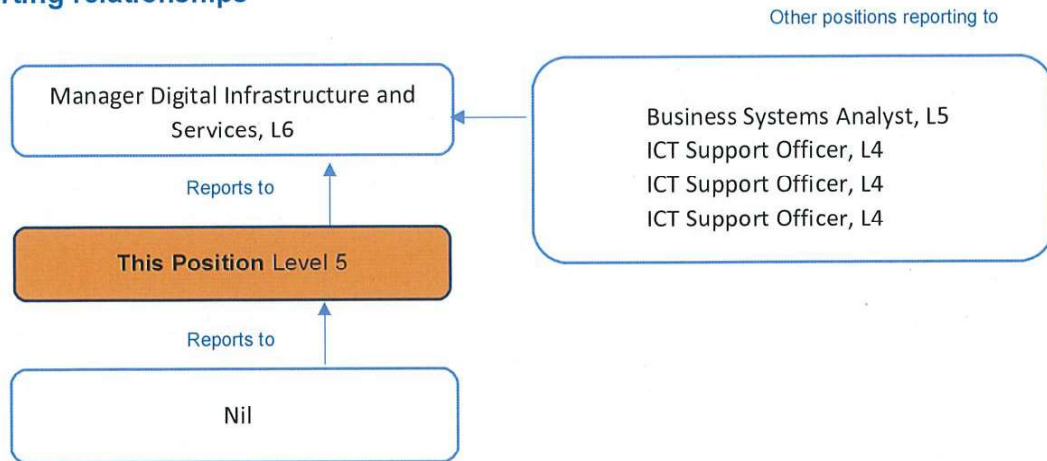 relationships
Other positions reporting to
Manager Digital Infrastructure and
Services, L6
Business Systems Analyst, L5
ICT Support Officer, L4
ICT Support Officer, L4
ICT Support Officer, L4
Reports to
This Position Level 5
Reports to
Nil